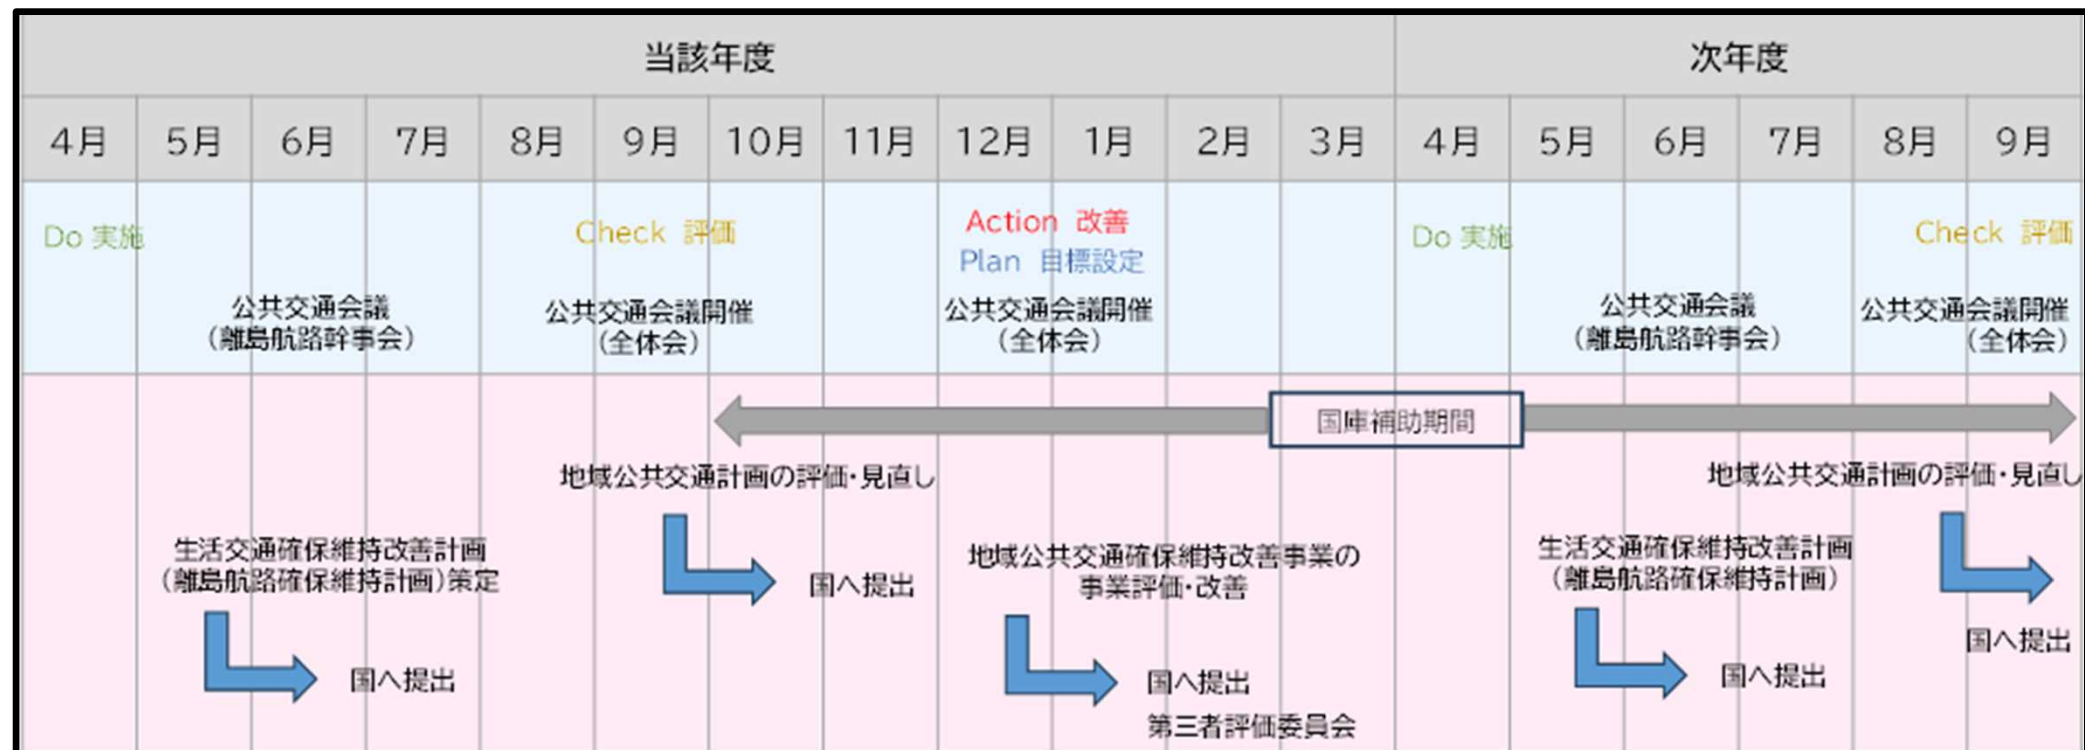 当該年度
次年度
4月 5月 6月 7月 8月 9月 10月 11月 12月 1月 2月 3月 4月 5月 6月 7月 8月 9月
Do 実施
Check 評価
Action 改善
Plan 目標設定
Do 実施
Check 評価
公共交通会議
(離島航路幹事会)
公共交通会議開催
(全体会)
公共交通会議開催
(全体会)
公共交通会議
(離島航路幹事会)
公共交通会議開催
(全体会)
国庫補助期間
地域公共交通計画の評価・見直し
国へ提出
生活交通確保維持改善計画
(離島航路確保維持計画)策定
国へ提出
地域公共交通確保維持改善事業の
事業評価・改善
国へ提出
第三者評価委員会
地域公共交通計画の評価・見直し
国へ提出
生活交通確保維持改善計画
(離島航路確保維持計画)
国へ提出